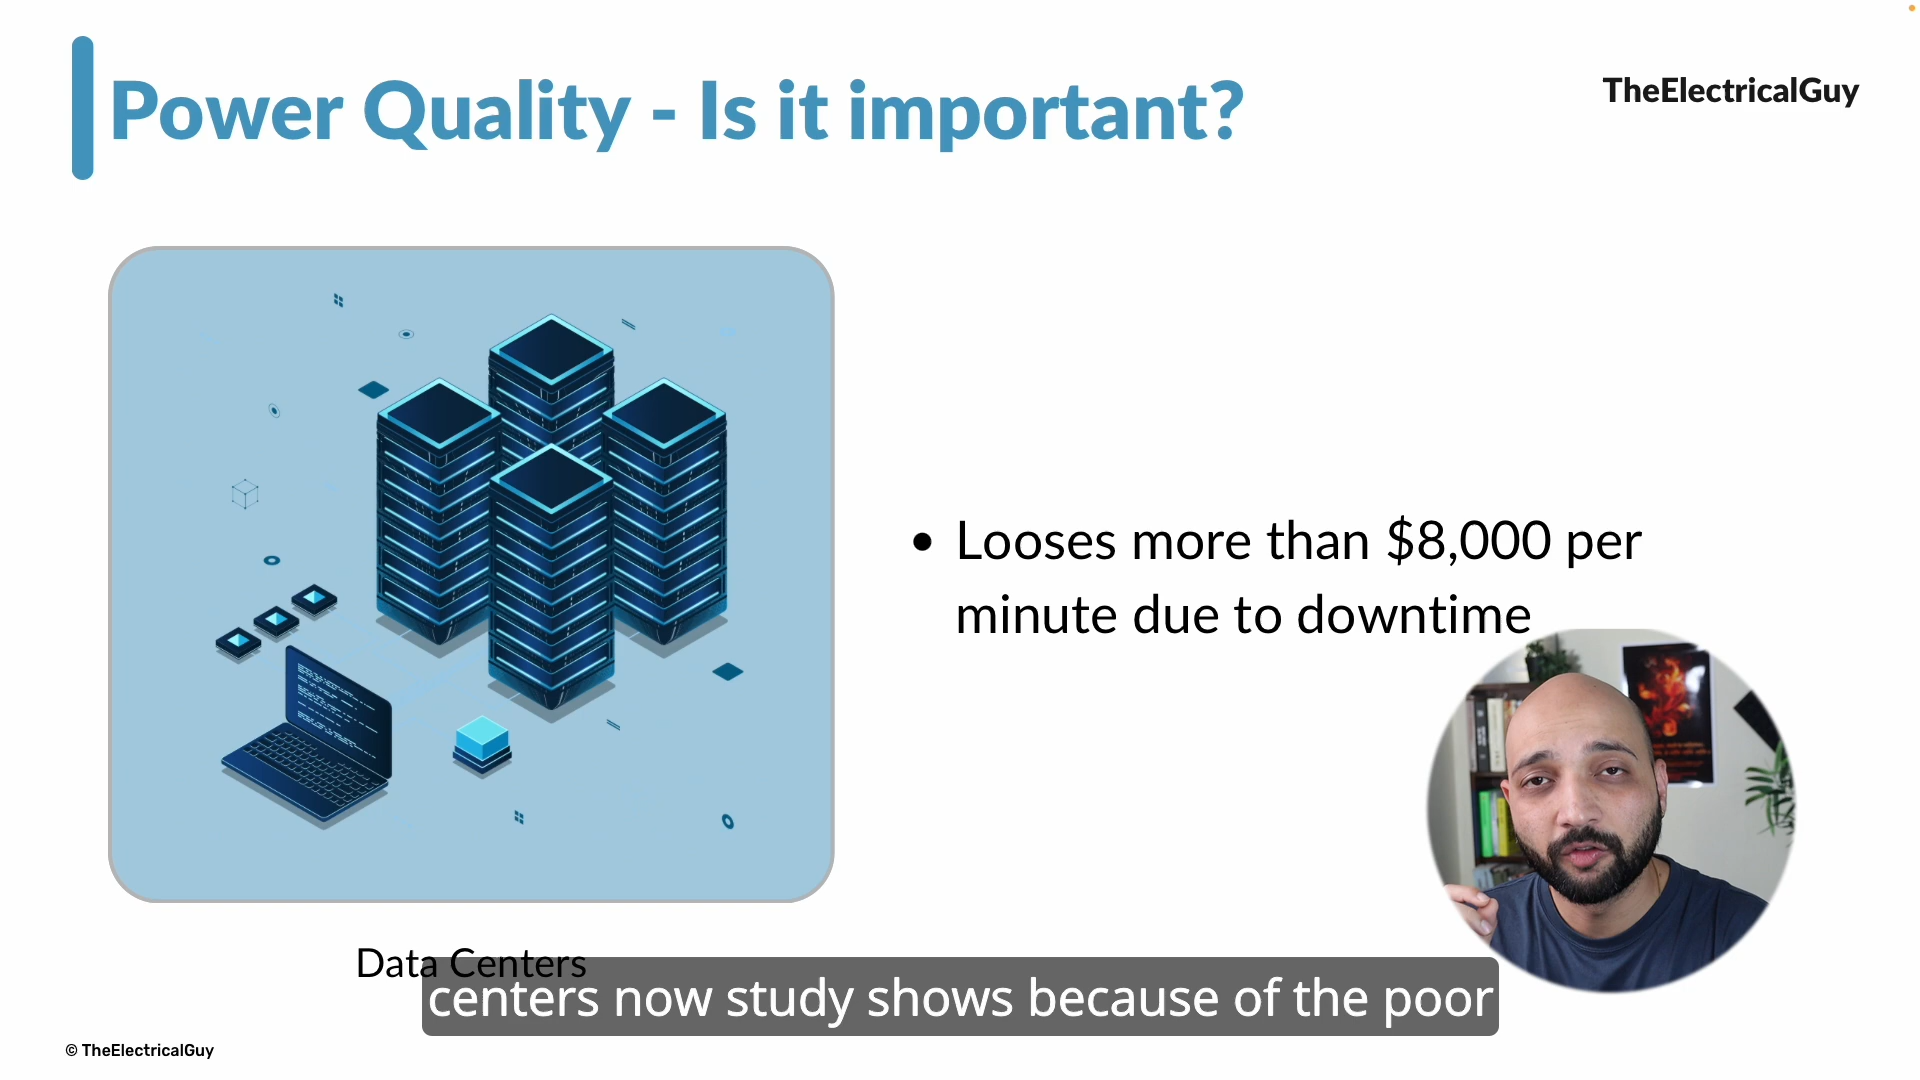 Power Quality - Is it important?
TheElectricalGuy
• Looses more than $8,000 per
minute due to downtime
Data Centers
centers now study shows because of the poor
© TheElectricalGuy